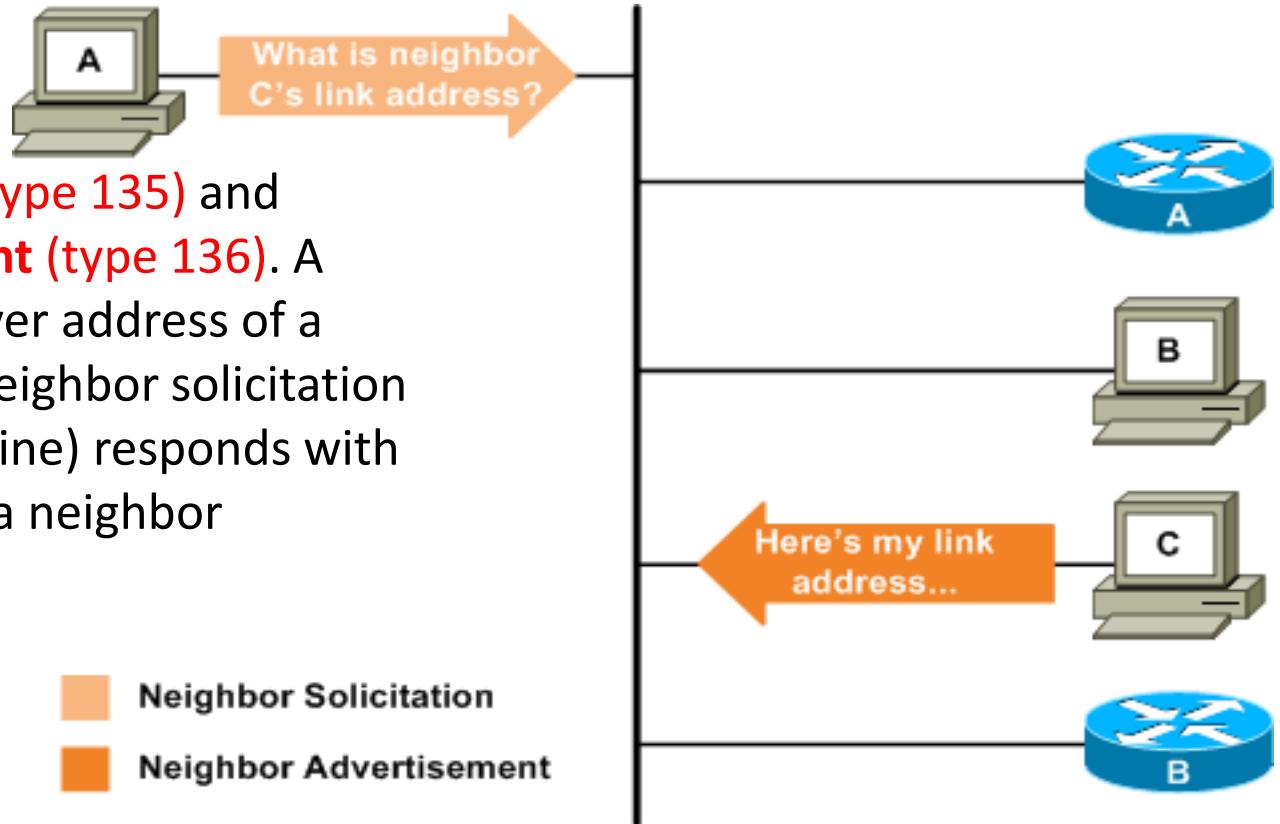 A
What is neighbor
C's link address?
ype 135) and
nt (type 136). A
A
ver address of a
B
eighbor solicitation
ine) responds with
a neighbor
Here's my link
address...
C
Neighbor Solicitation
Neighbor Advertisement
B